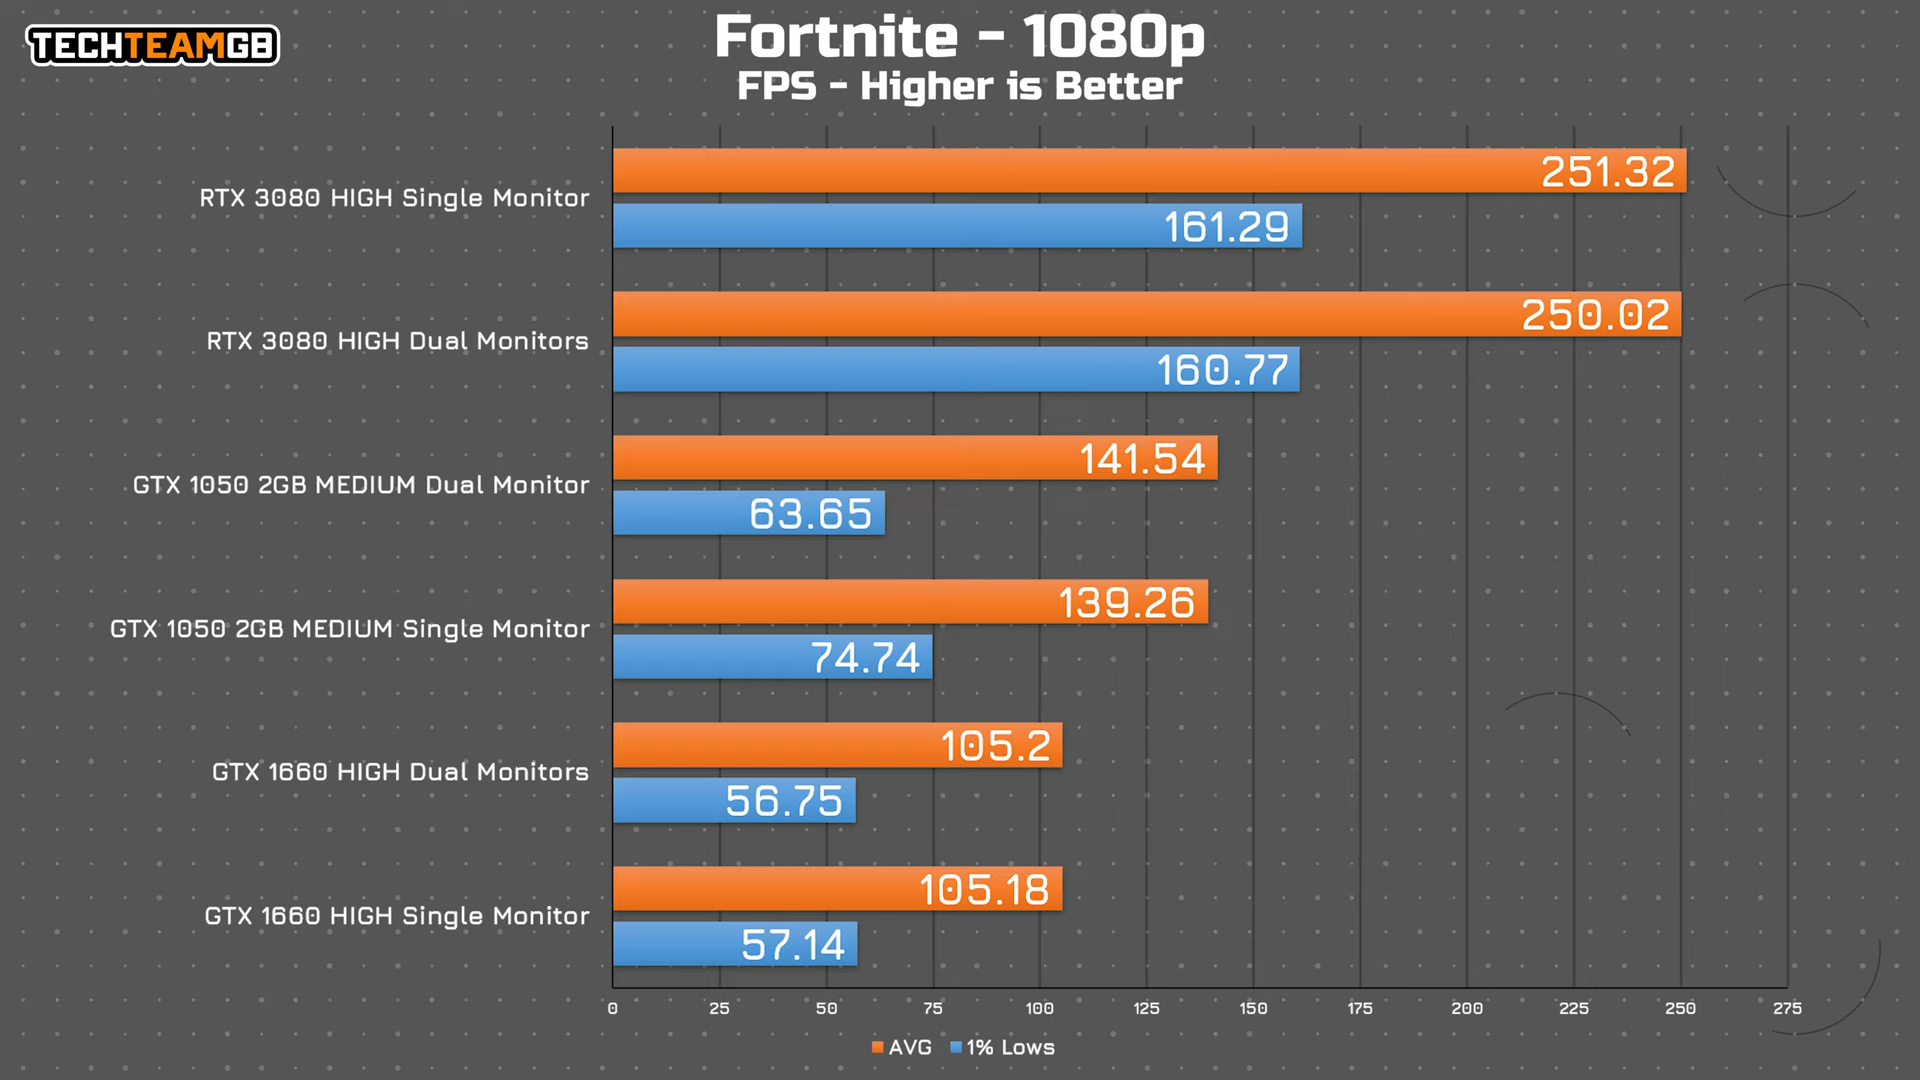 TECHTEAMGB
Fortnite - 1080p
FPS - Higher is Better
RTX 3080 HIGH Single Monitor
251.32
161.29
RTX 3080 HIGH Dual Monitors
250.02
160.77
GTX 1050 2GB MEDIUM Dual Monitor
141.54
63.65
GTX 1050 2GB MEDIUM Single Monitor
139.26
74.74
GTX 1660 HIGH Dual Monitors
105.2
56.75
GTX 1660 HIGH Single Monitor
105.18
57.14
0 25 50 75 100 125 150 175 200 225 250 275
AVG 1% Lows